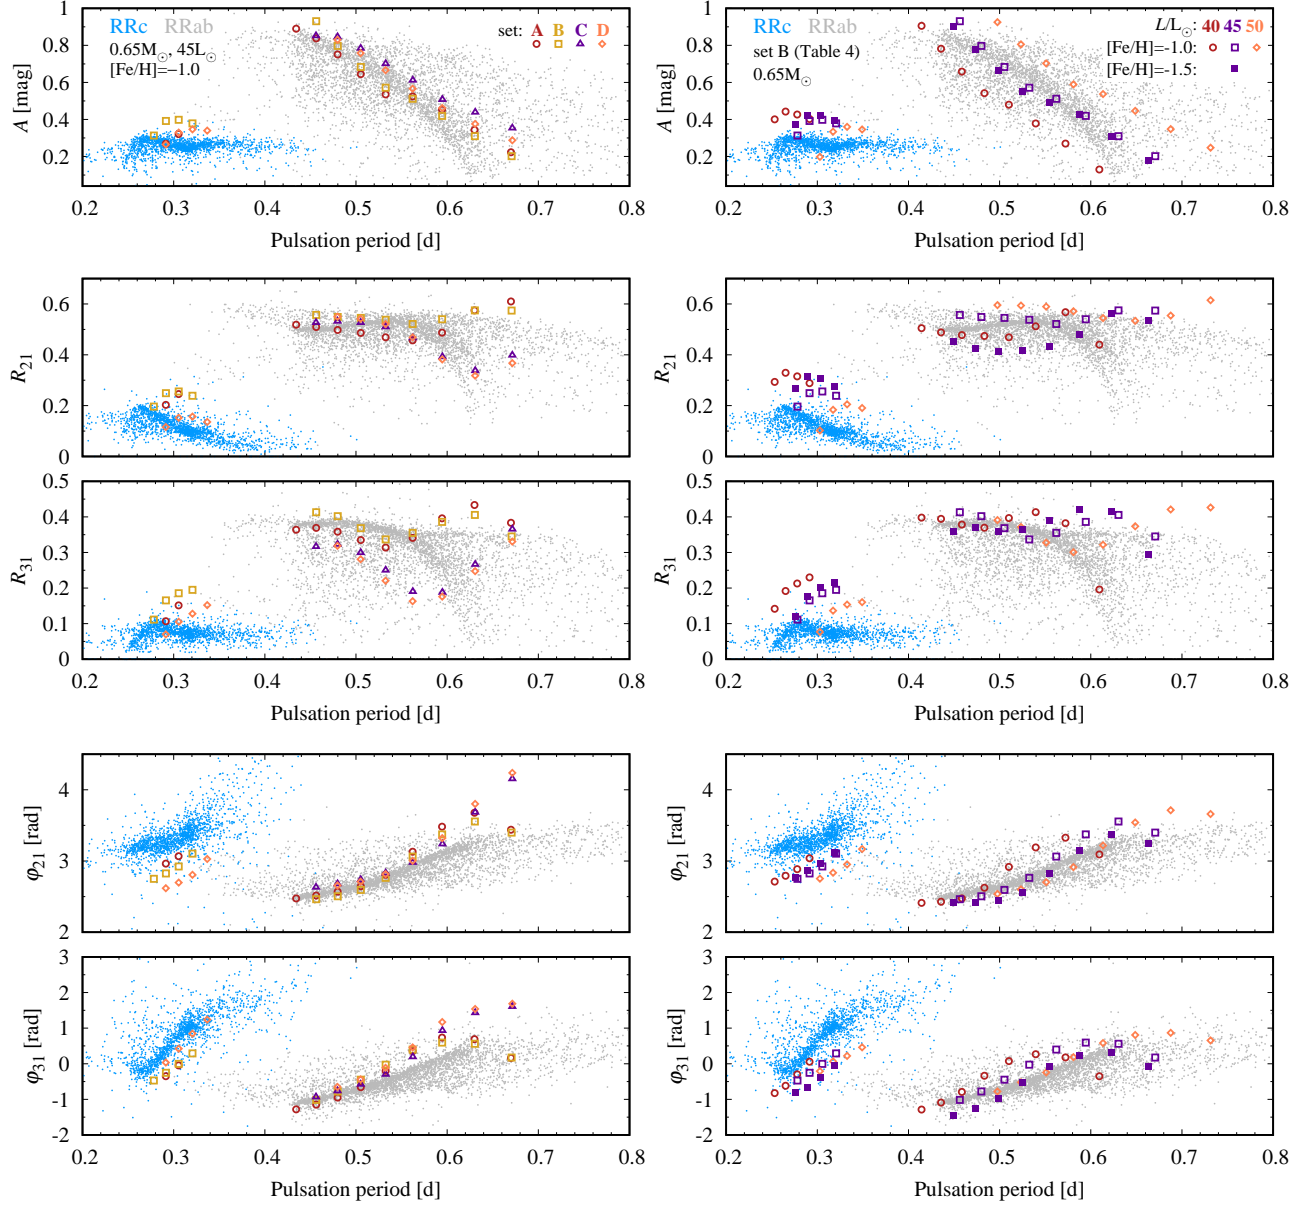 RRc RRab
0.65M☉, 45L☉
[Fe/H]=−1.0
set: A B C D
A [mag]
1
0.8
0.6
0.4
0.2
0.2 0.3 0.4 0.5 0.6 0.7 0.8
Pulsation period [d]
RRc RRab
set B (Table 4)
0.65M☉
L/L☉: 40 45 50
[Fe/H]=-1.0:
[Fe/H]=-1.5:
A [mag]
1
0.8
0.6
0.4
0.2
0.2 0.3 0.4 0.5 0.6 0.7 0.8
Pulsation period [d]
R21
0.6
0.4
0.2
0
R21
0.6
0.4
0.2
0
R31
0.5
0.4
0.3
0.2
0.1
0
0.2 0.3 0.4 0.5 0.6 0.7 0.8
Pulsation period [d]
R31
0.5
0.4
0.3
0.2
0.1
0
0.2 0.3 0.4 0.5 0.6 0.7 0.8
Pulsation period [d]
φ21 [rad]
4
3
2
φ21 [rad]
4
3
2
φ31 [rad]
3
2
1
0
-1
-2
0.2 0.3 0.4 0.5 0.6 0.7 0.8
Pulsation period [d]
φ31 [rad]
3
2
1
0
-1
-2
0.2 0.3 0.4 0.5 0.6 0.7 0.8
Pulsation period [d]